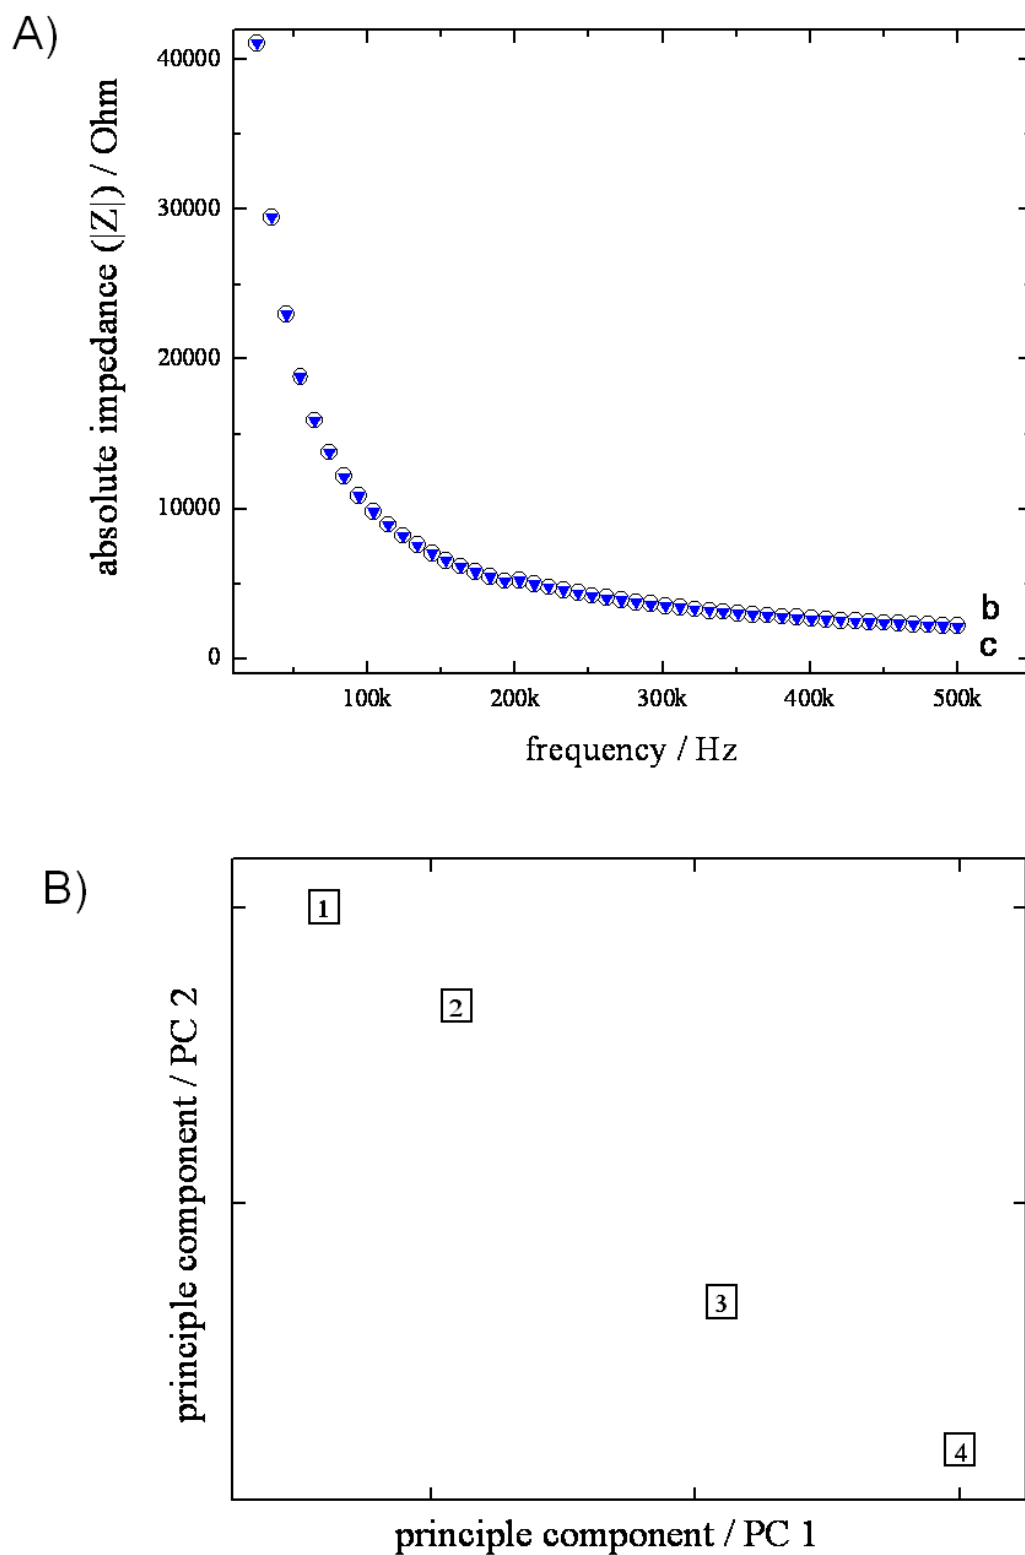 A)
absolute impedance (|Z|) / Ohm
40000
30000
20000
10000
0
b
c
100k 200k 300k 400k 500k
frequency / Hz
B)
principle component / PC 2
1
2
3
4
principle component / PC 1